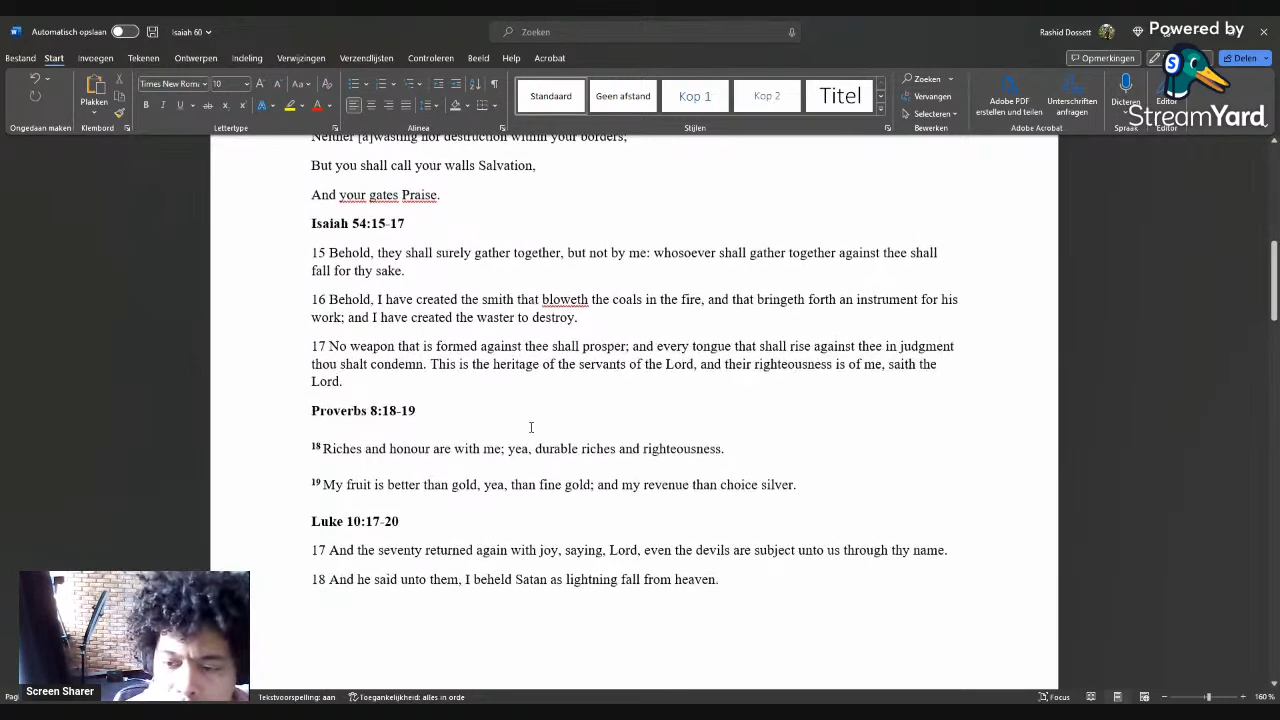 Powered by
StreamYard
Automatisch opslaan
Isaiah 60
Zoeken
Rashid Dossett
Bestand Start Invoegen Tekenen Ontwerpen Indeling Verwijzingen Verzendlijsten Controleren Beeld Help Acrobat
Opmerkingen
Delen
Plakken
Times New Rom
10
Standaard
Geen afstand
Kop 1
Kop 2
Titel
Zoeken
Vervangen
Selecteren
Adobe PDF
erstellen und teilen
Unterschriften
anfragen
Dicteren
Editor
Ongedaan maken
Klembord
Lettertype
Alinea
Stijlen
Bewerken
Adobe Acrobat
Spraak
Editor
Neither [a]wasting nor destruction within your borders;
But you shall call your walls Salvation,
And your gates Praise.
Isaiah 54:15-17
15 Behold, they shall surely gather together, but not by me: whosoever shall gather together against thee shall
fall for thy sake.
16 Behold, I have created the smith that bloweth the coals in the fire, and that bringeth forth an instrument for his
work; and I have created the waster to destroy.
17 No weapon that is formed against thee shall prosper; and every tongue that shall rise against thee in judgment
thou shalt condemn. This is the heritage of the servants of the Lord, and their righteousness is of me, saith the
Lord.
Proverbs 8:18-19
18 Riches and honour are with me; yea, durable riches and righteousness.
19 My fruit is better than gold, yea, than fine gold; and my revenue than choice silver.
Luke 10:17-20
17 And the seventy returned again with joy, saying, Lord, even the devils are subject unto us through thy name.
18 And he said unto them, I beheld Satan as lightning fall from heaven.
Screen Sharer
Tekstvoorspelling: aan
Toegankelijkheid: alles in orde
Focus
160 %